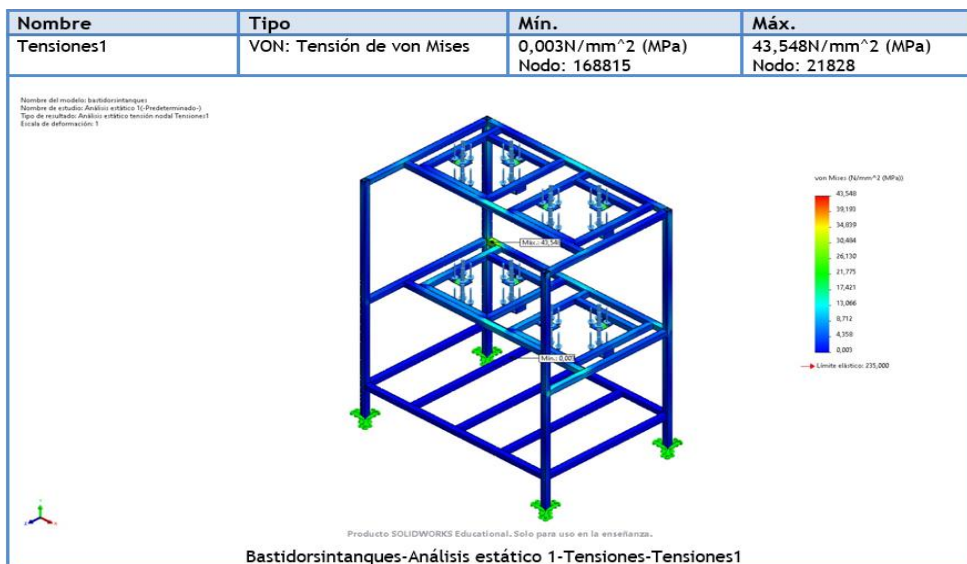 Nombre Tipo Mín. Máx.
Tensiones1 VON: Tensión de von Mises 0,003N/mm^2 (MPa) 43,548N/mm^2 (MPa)
Nodo: 168815 Nodo: 21828
Nombre del modelo: bastidorsintanques
Nombre de estudio: Análisis estático 1(-Predeterminado-)
Tipo de resultado: Análisis estático tensión nodal Tensiones1
Escala de deformación: 1
von Mises (N/mm^2 (MPa))
43,548
39,193
34,839
30,484
26,130
21,775
17,421
13,066
8,712
4,358
0,003
Límite elástico: 235,000
Máx.: 43,548
Mín.: 0,003
Producto SOLIDWORKS Educational. Solo para uso en la enseñanza.
Bastidorsintanques-Análisis estático 1-Tensiones-Tensiones1